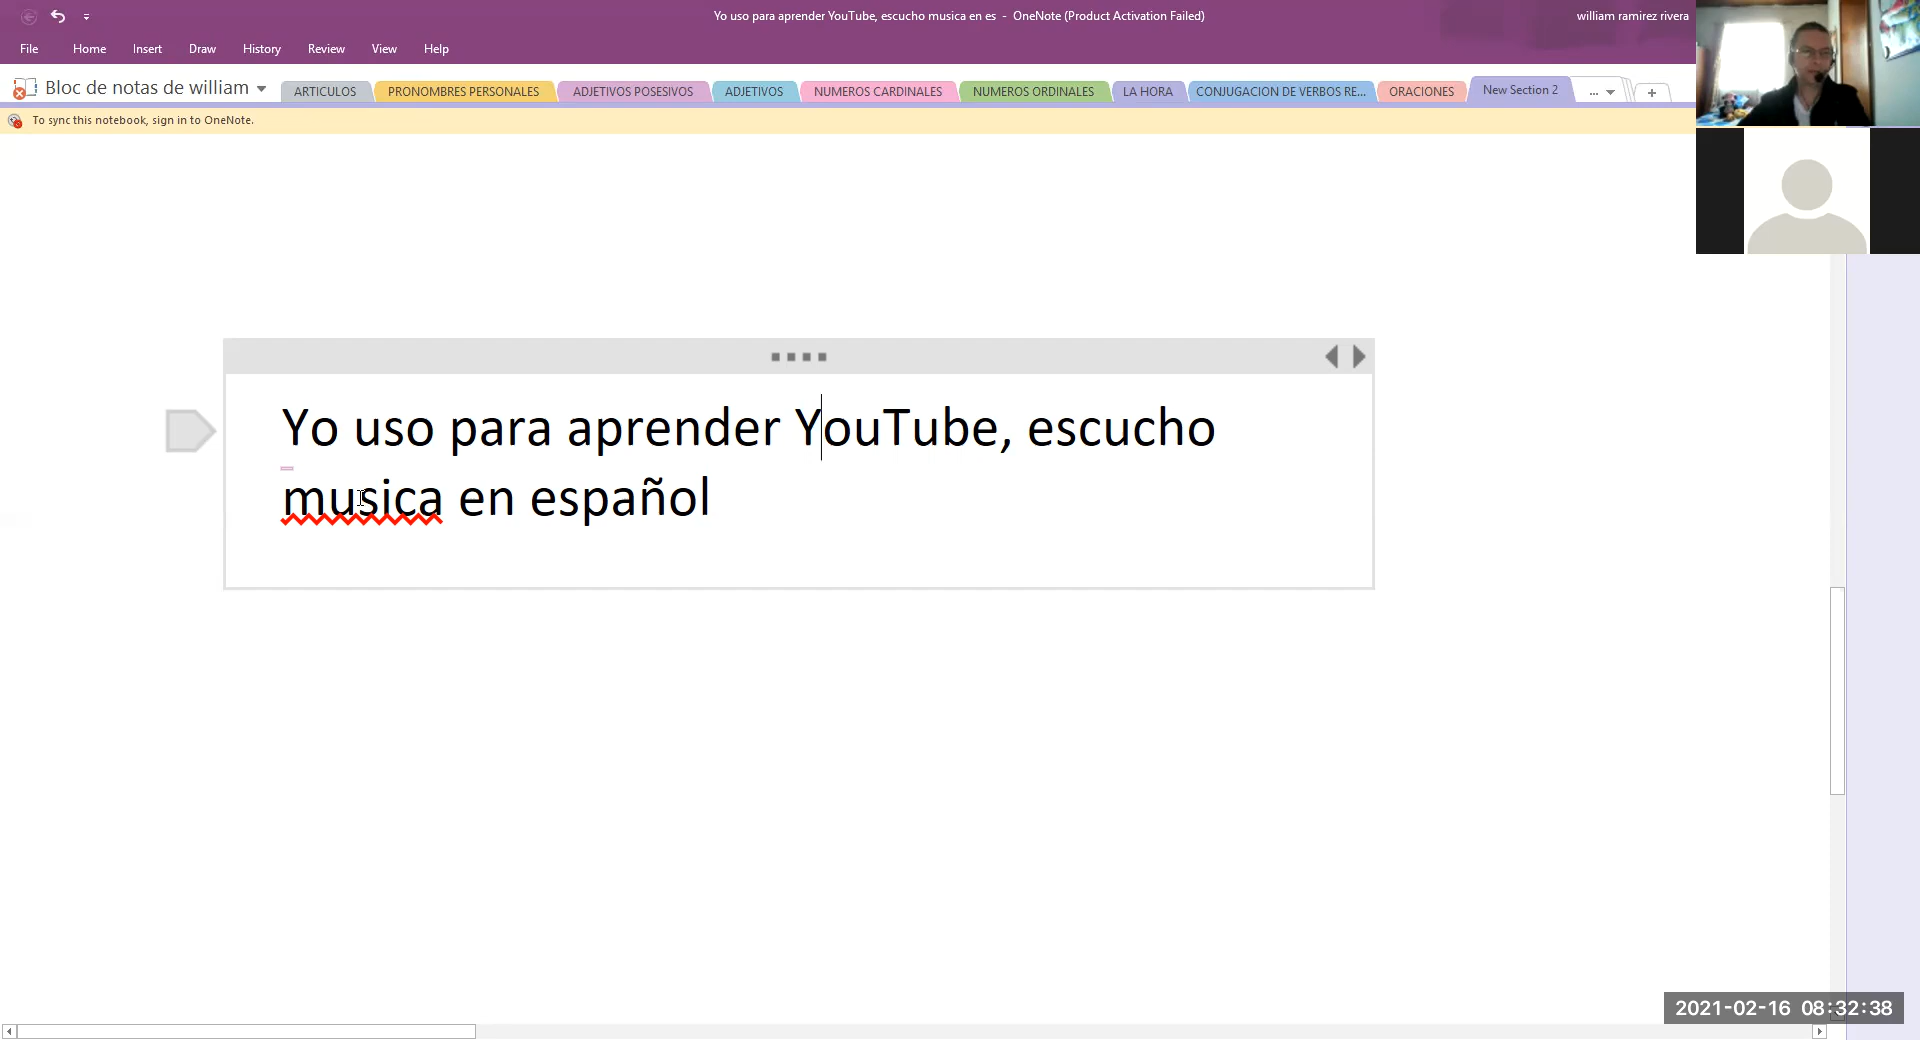 Yo uso para aprender YouTube, escucho musica en es - OneNote (Product Activation Failed)
william ramirez rivera
File Home Insert Draw History Review View Help
Bloc de notas de william
ARTICULOS PRONOMBRES PERSONALES ADJETIVOS POSESIVOS ADJETIVOS NUMEROS CARDINALES NUMEROS ORDINALES LA HORA CONJUGACION DE VERBOS RE... ORACIONES New Section 2 ...
To sync this notebook, sign in to OneNote.
Yo uso para aprender YouTube, escucho
musica en español
2021-02-16 08:32:38